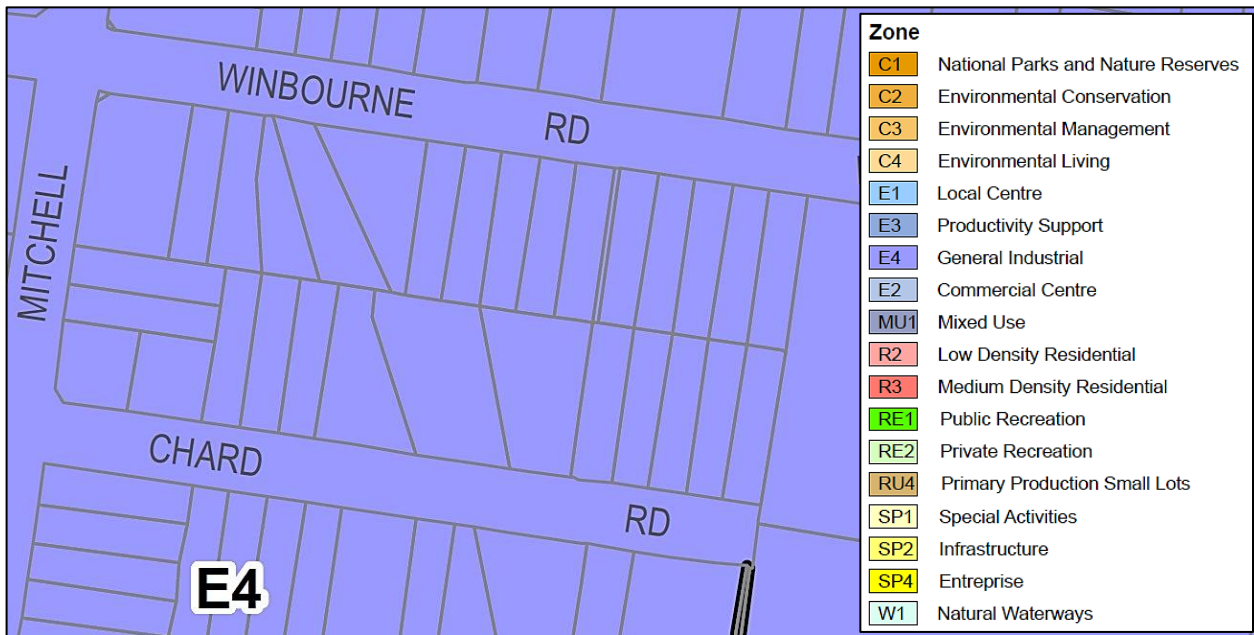 WINBOURNE
RD
MITCHELL
CHARD
RD
E4
Zone
C1 National Parks and Nature Reserves
C2 Environmental Conservation
C3 Environmental Management
C4 Environmental Living
E1 Local Centre
E3 Productivity Support
E4 General Industrial
E2 Commercial Centre
MU1 Mixed Use
R2 Low Density Residential
R3 Medium Density Residential
RE1 Public Recreation
RE2 Private Recreation
RU4 Primary Production Small Lots
SP1 Special Activities
SP2 Infrastructure
SP4 Entreprise
W1 Natural Waterways